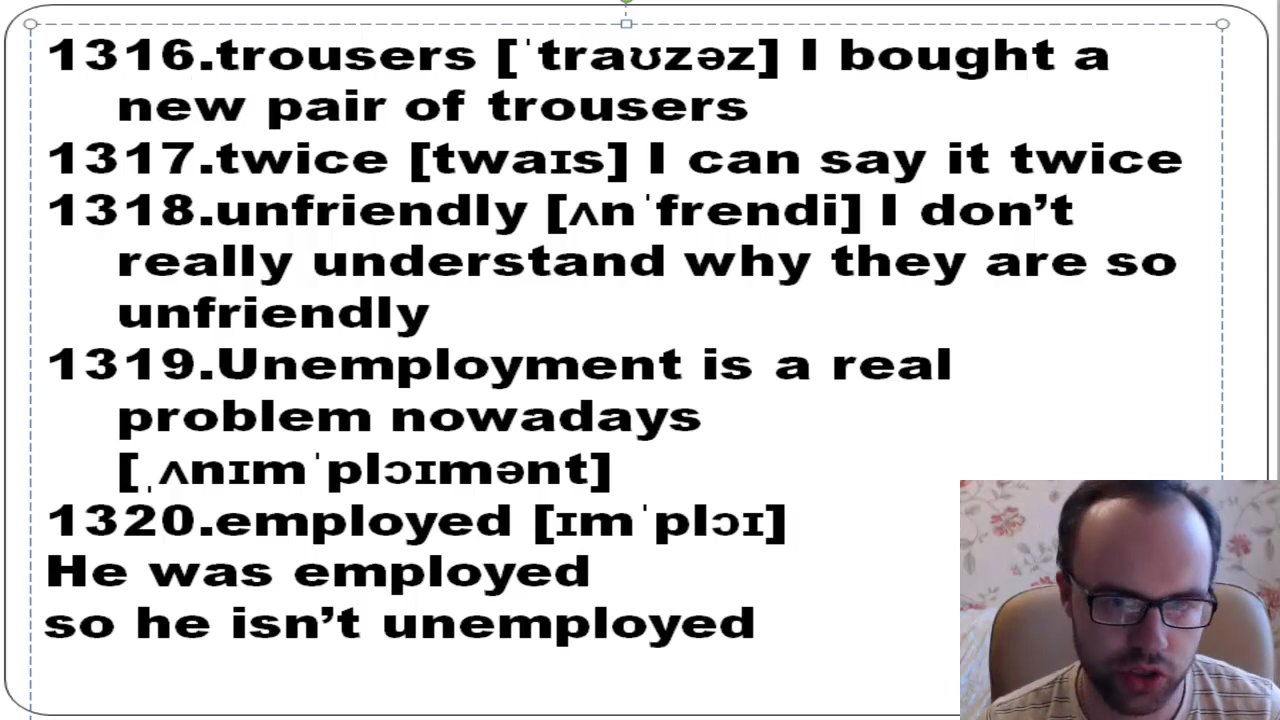 1316.trousers [ˈtraʊzəz] I bought a
new pair of trousers
1317.twice [twaɪs] I can say it twice
1318.unfriendly [ʌnˈfrendi] I don’t
really understand why they are so
unfriendly
1319.Unemployment is a real
problem nowadays
[ˌʌnɪmˈplɔɪmənt]
1320.employed [ɪmˈplɔɪ]
He was employed
so he isn’t unemployed